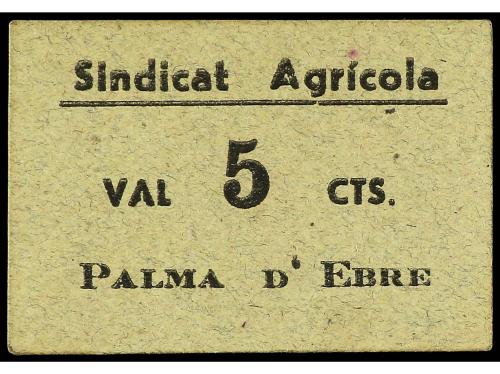 Sindicat Agrícola
VAL 5 CTS.
PALMA D' EBRE